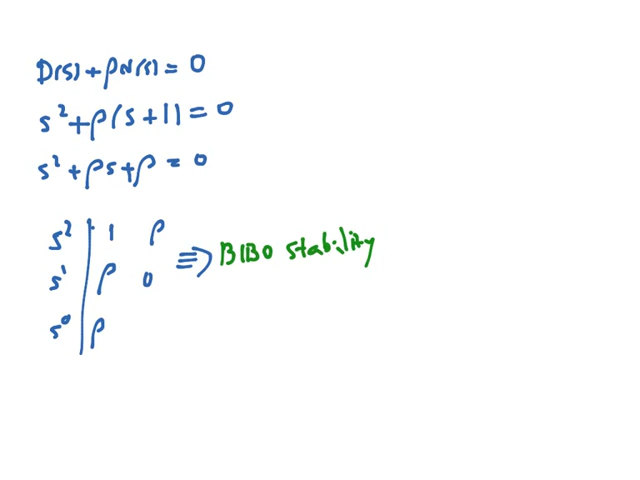 D(s)+ρN(s)=0
s²+ρ(s+1)=0
s²+ρs+ρ=0
s² | 1 ρ
s¹ | ρ 0 ⇒ BIBO stability
s⁰ | ρ